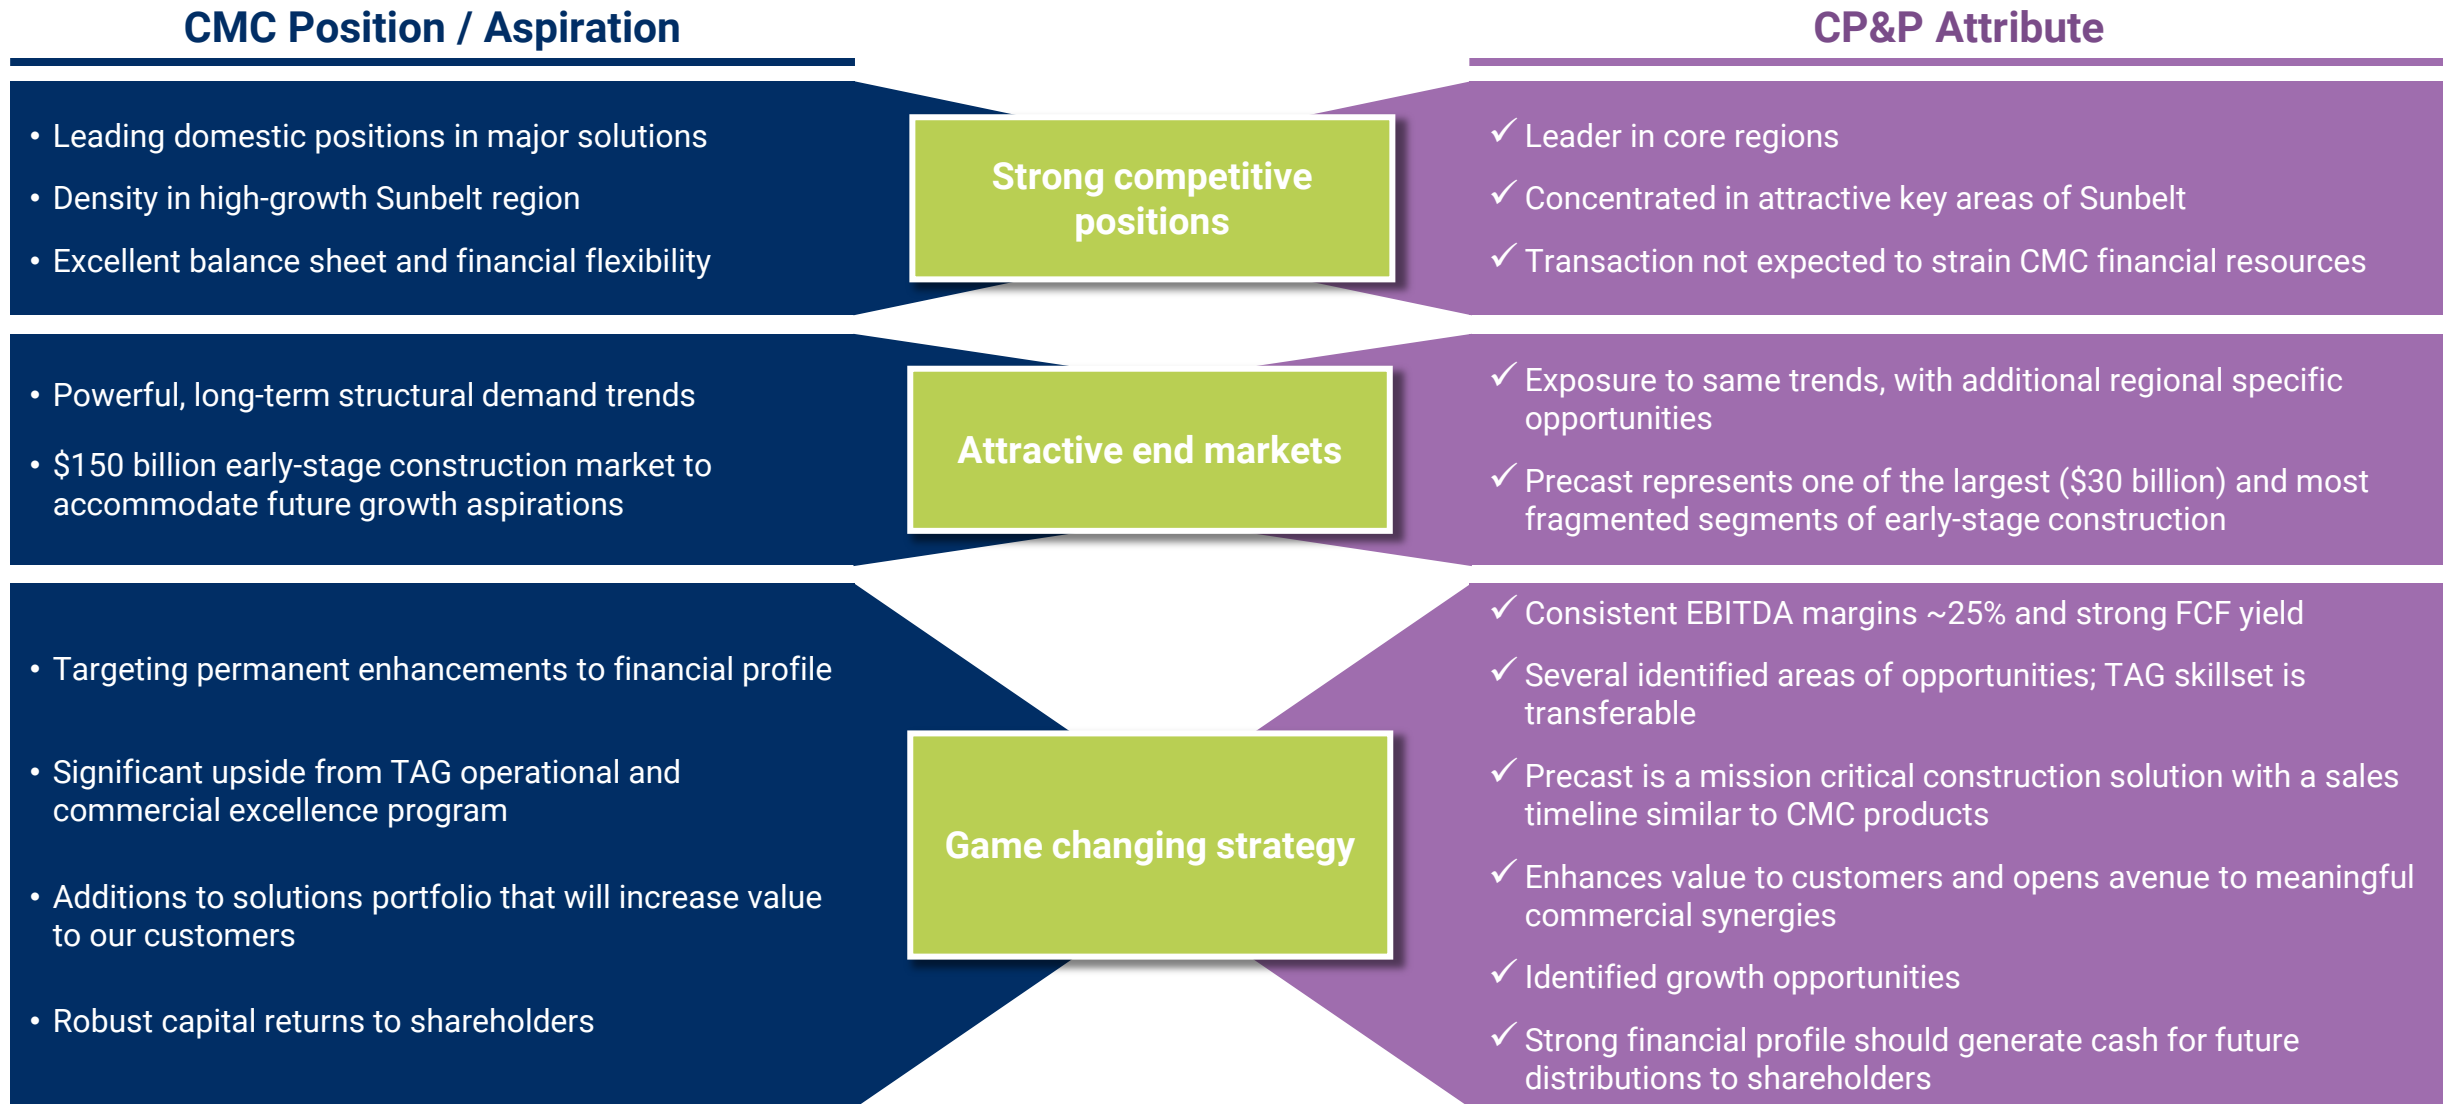 CMC Position / Aspiration
CP&P Attribute
• Leading domestic positions in major solutions
• Density in high-growth Sunbelt region
• Excellent balance sheet and financial flexibility
Strong competitive
positions
✓ Leader in core regions
✓ Concentrated in attractive key areas of Sunbelt
✓ Transaction not expected to strain CMC financial resources
• Powerful, long-term structural demand trends
• $150 billion early-stage construction market to
accommodate future growth aspirations
Attractive end markets
✓ Exposure to same trends, with additional regional specific
opportunities
✓ Precast represents one of the largest ($30 billion) and most
fragmented segments of early-stage construction
• Targeting permanent enhancements to financial profile
• Significant upside from TAG operational and
commercial excellence program
• Additions to solutions portfolio that will increase value
to our customers
• Robust capital returns to shareholders
Game changing strategy
✓ Consistent EBITDA margins ~25% and strong FCF yield
✓ Several identified areas of opportunities; TAG skillset is
transferable
✓ Precast is a mission critical construction solution with a sales
timeline similar to CMC products
✓ Enhances value to customers and opens avenue to meaningful
commercial synergies
✓ Identified growth opportunities
✓ Strong financial profile should generate cash for future
distributions to shareholders